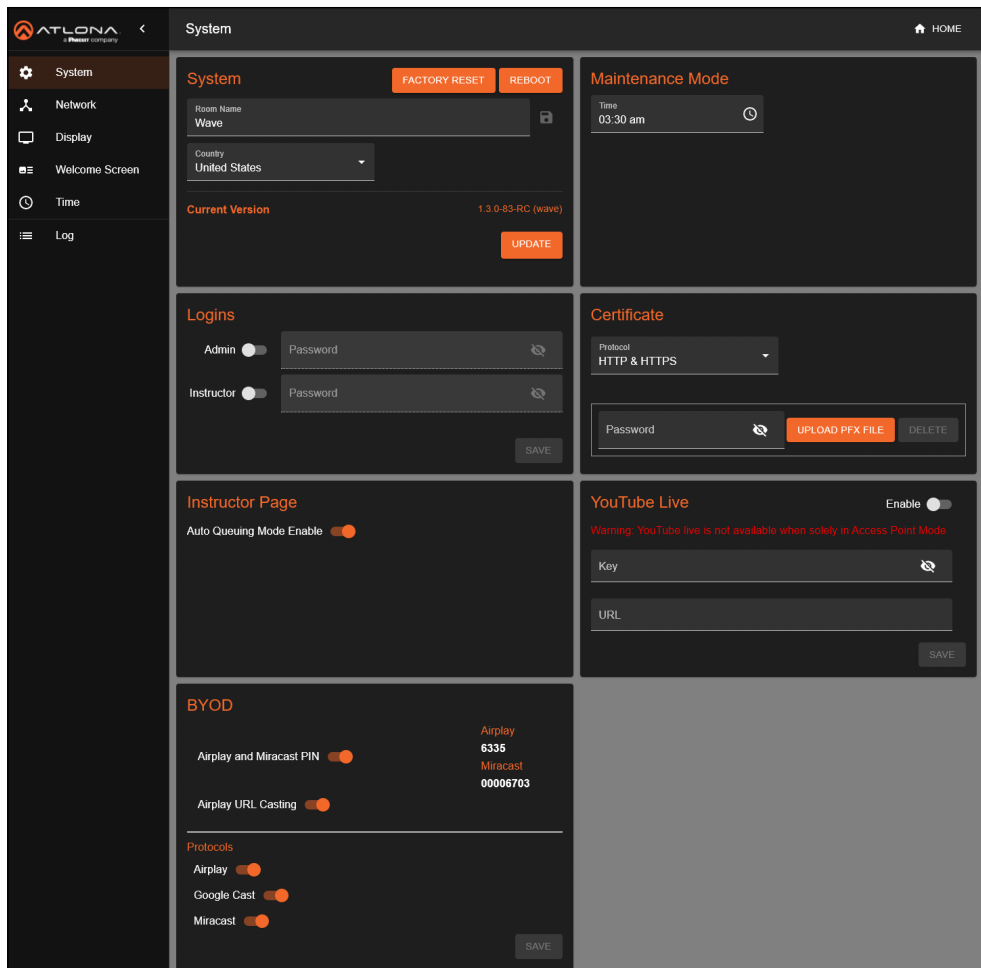 ATLONA
a PANDUIT company
System
HOME
System
Network
Display
Welcome Screen
Time
Log
System
FACTORY RESET
REBOOT
Room Name
Wave
Country
United States
Current Version
1.3.0-83-RC (wave)
UPDATE
Maintenance Mode
Time
03:30 am
Logins
Admin
Password
Instructor
Password
SAVE
Certificate
Protocol
HTTP & HTTPS
Password
UPLOAD PFX FILE
DELETE
Instructor Page
Auto Queuing Mode Enable
YouTube Live
Enable
Warning: YouTube live is not available when solely in Access Point Mode
Key
URL
SAVE
BYOD
Airplay and Miracast PIN
Airplay
6335
Miracast
00006703
Airplay URL Casting
Protocols
Airplay
Google Cast
Miracast
SAVE